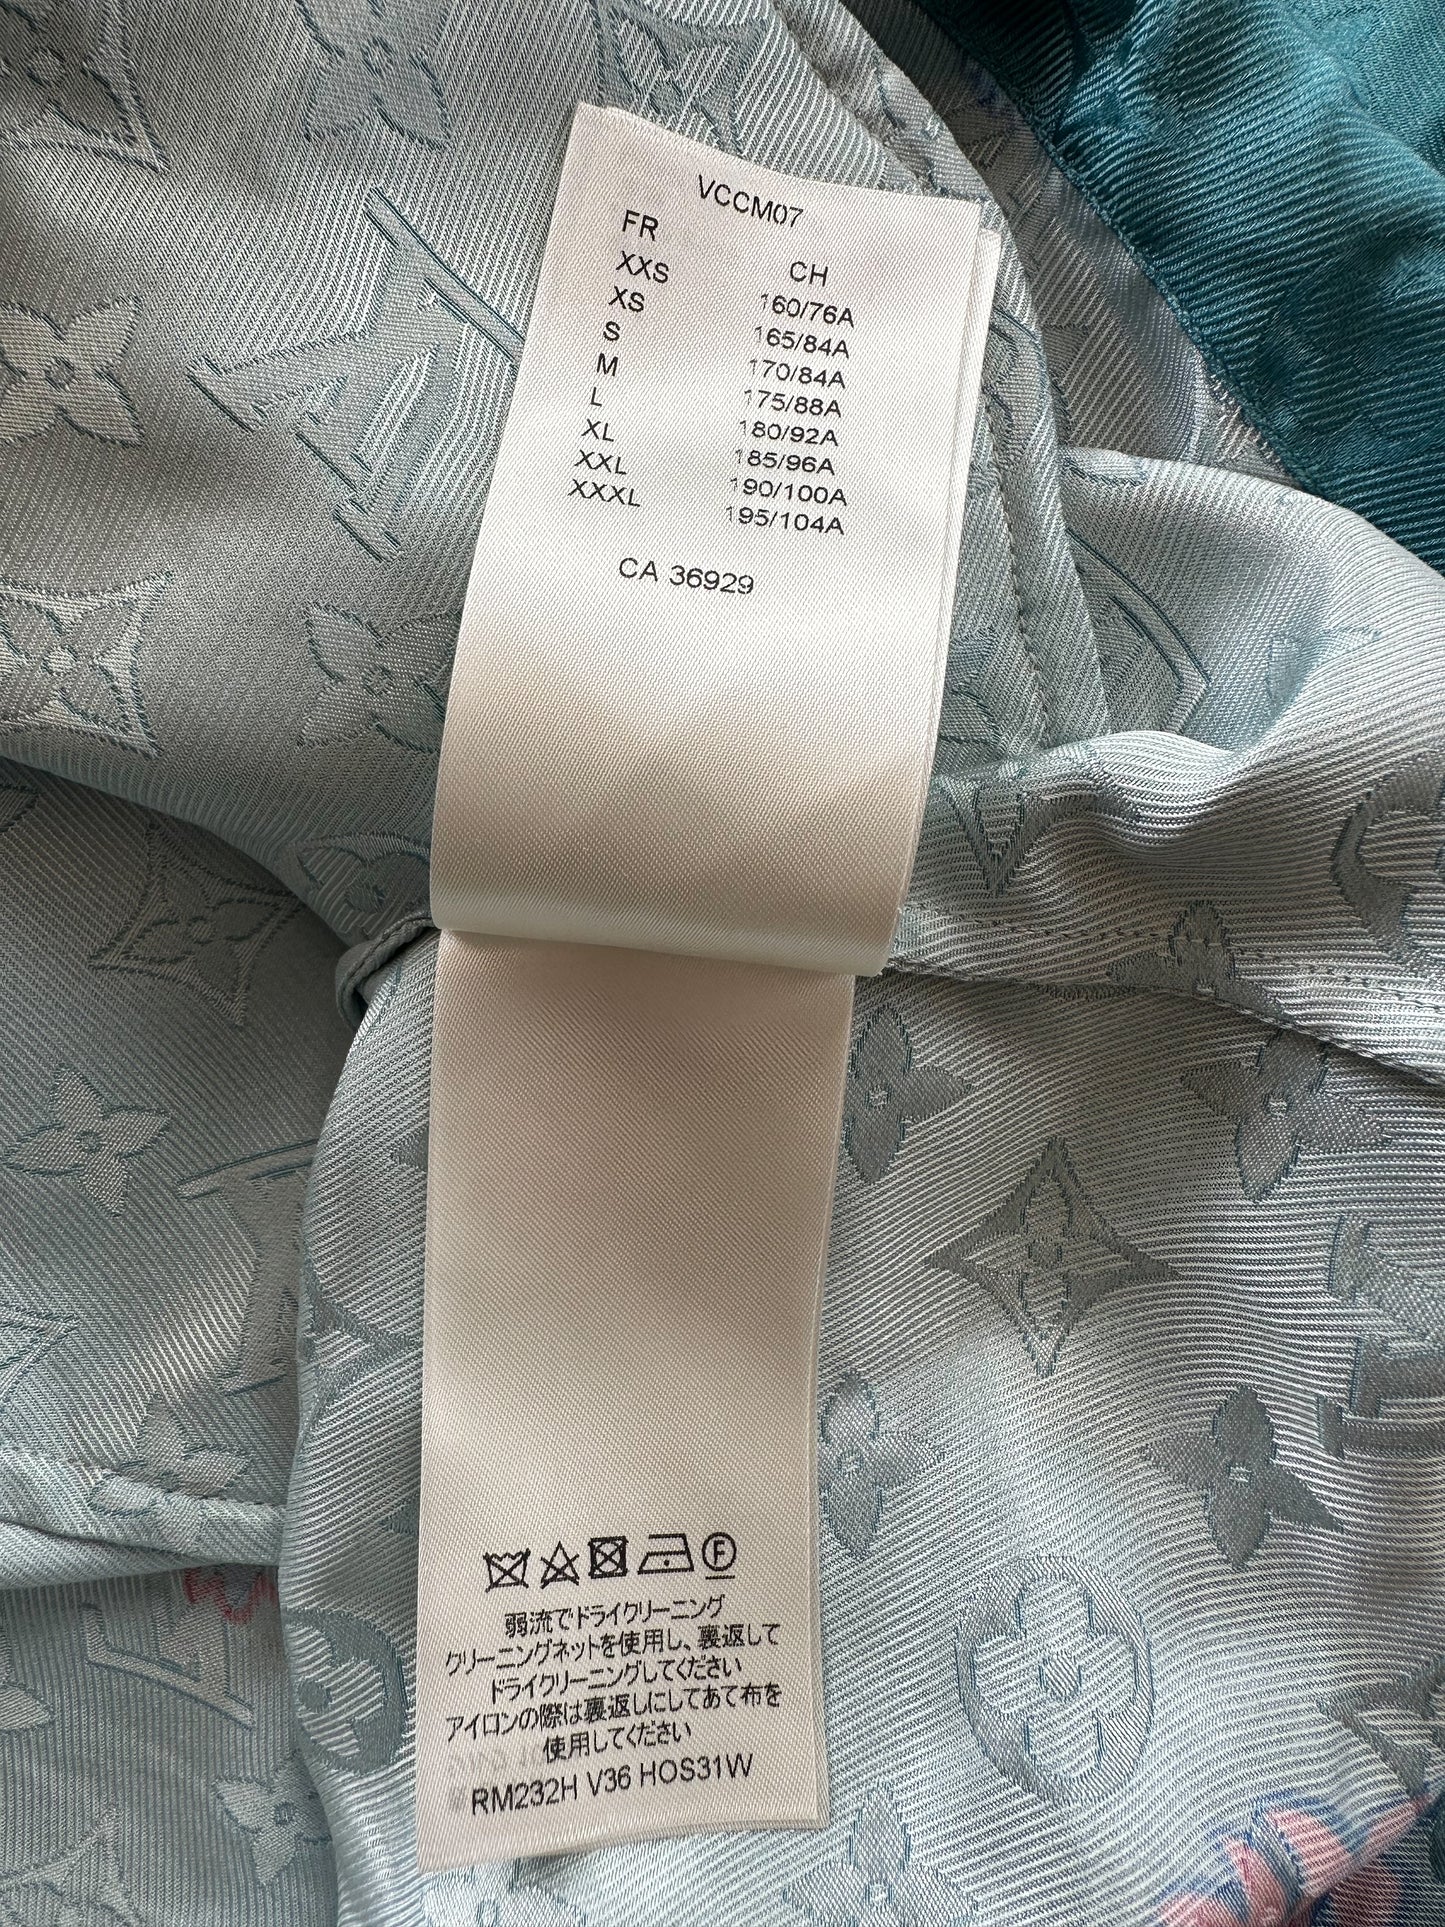 VCCM07
FR CH
XXS 160/76A
XS 165/84A
S 170/84A
M 175/88A
L 180/92A
XL 185/96A
XXL 190/100A
XXXL 195/104A
CA 36929
F
弱流でドライクリーニング
クリーニングネットを使用し、裏返して
ドライクリーニングしてください
アイロンの際は裏返しにしてあて布を
使用してください
RM232H V36 HOS31W